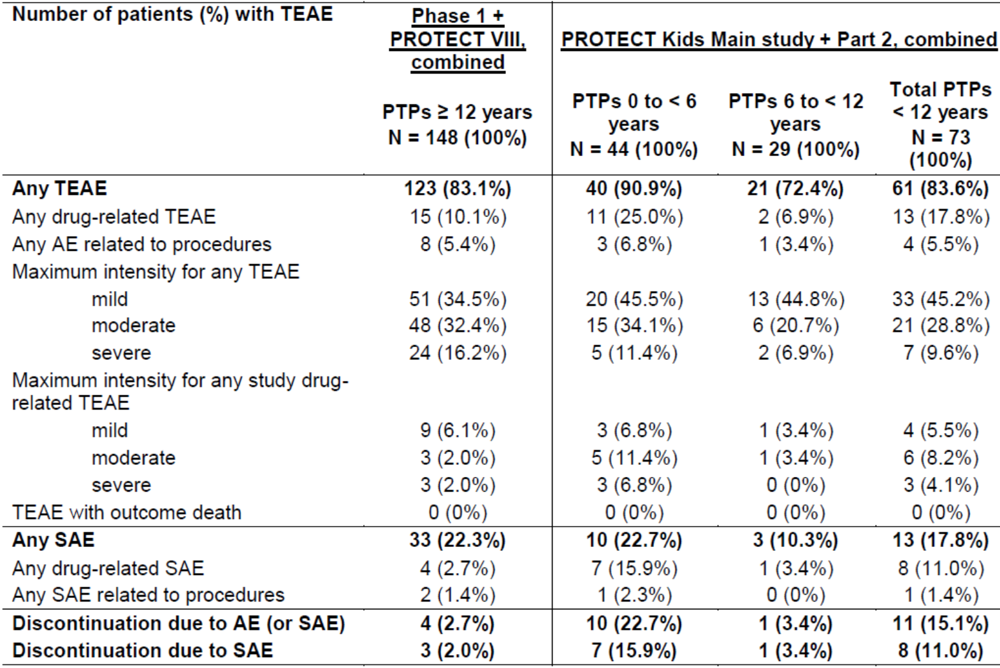 Number of patients (%) with TEAE
Phase 1 +
PROTECT VIII,
combined
PROTECT Kids Main study + Part 2, combined
PTPs ≥ 12 years
N = 148 (100%)
PTPs 0 to < 6
years
N = 44 (100%)
PTPs 6 to < 12
years
N = 29 (100%)
Total PTPs
< 12 years
N = 73
(100%)
Any TEAE 123 (83.1%) 40 (90.9%) 21 (72.4%) 61 (83.6%)
Any drug-related TEAE 15 (10.1%) 11 (25.0%) 2 (6.9%) 13 (17.8%)
Any AE related to procedures 8 (5.4%) 3 (6.8%) 1 (3.4%) 4 (5.5%)
Maximum intensity for any TEAE
mild 51 (34.5%) 20 (45.5%) 13 (44.8%) 33 (45.2%)
moderate 48 (32.4%) 15 (34.1%) 6 (20.7%) 21 (28.8%)
severe 24 (16.2%) 5 (11.4%) 2 (6.9%) 7 (9.6%)
Maximum intensity for any study drug-
related TEAE
mild 9 (6.1%) 3 (6.8%) 1 (3.4%) 4 (5.5%)
moderate 3 (2.0%) 5 (11.4%) 1 (3.4%) 6 (8.2%)
severe 3 (2.0%) 3 (6.8%) 0 (0%) 3 (4.1%)
TEAE with outcome death 0 (0%) 0 (0%) 0 (0%) 0 (0%)
Any SAE 33 (22.3%) 10 (22.7%) 3 (10.3%) 13 (17.8%)
Any drug-related SAE 4 (2.7%) 7 (15.9%) 1 (3.4%) 8 (11.0%)
Any SAE related to procedures 2 (1.4%) 1 (2.3%) 0 (0%) 1 (1.4%)
Discontinuation due to AE (or SAE) 4 (2.7%) 10 (22.7%) 1 (3.4%) 11 (15.1%)
Discontinuation due to SAE 3 (2.0%) 7 (15.9%) 1 (3.4%) 8 (11.0%)